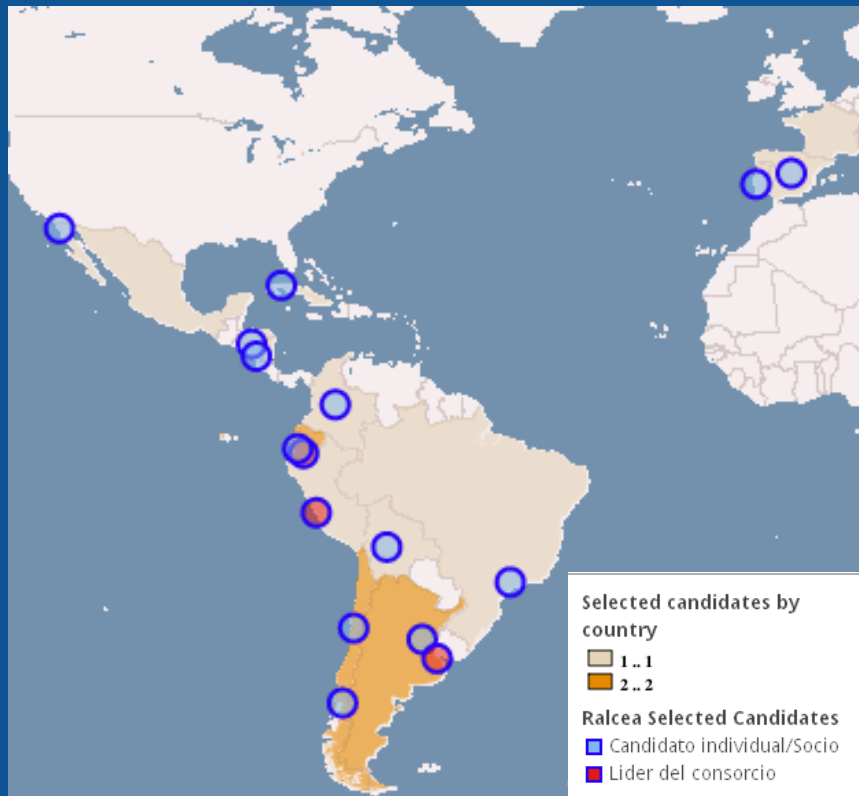 Selected candidates by
country
1 .. 1
2 .. 2
Ralcea Selected Candidates
Candidato individual/Socio
Lider del consorcio